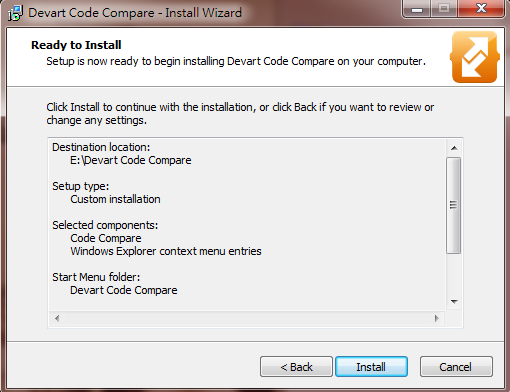 Devart Code Compare - Install Wizard
Ready to Install
Setup is now ready to begin installing Devart Code Compare on your computer.
Click Install to continue with the installation, or click Back if you want to review or
change any settings.
Destination location:
E:\Devart Code Compare
Setup type:
Custom installation
Selected components:
Code Compare
Windows Explorer context menu entries
Start Menu folder:
Devart Code Compare
< Back
Install
Cancel